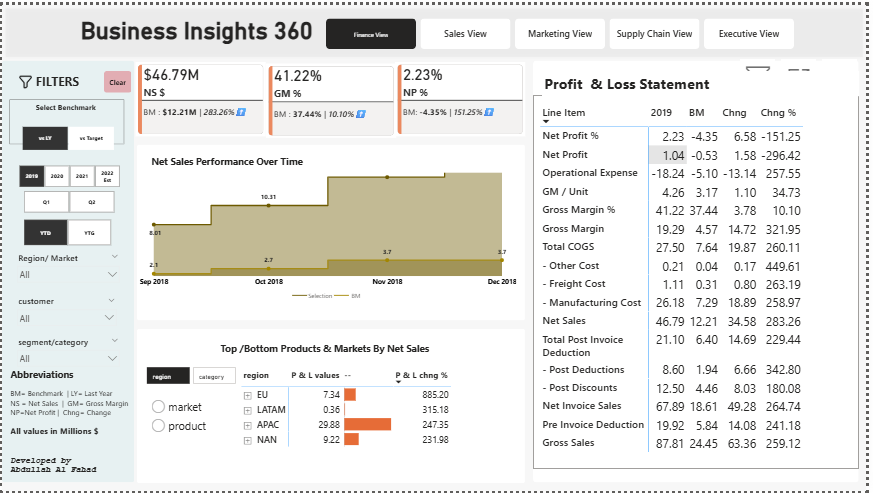 Business Insights 360
Finance View
Sales View
Marketing View
Supply Chain View
Executive View
FILTERS
Clear
Select Benchmark
vs LY
vs Target
2019
2020
2021
2022
Est
Q1
Q2
YTD
YTG
Region/ Market
All
customer
All
segment/category
All
Abbreviations
BM= Benchmark | LY= Last Year
NS = Net Sales | GM= Gross Margin
NP=Net Profit| Chng= Change
All values in Millions $
Developed by
Abdullah Al Fahad
$46.79M
NS $
BM : $12.21M | 283.26%
41.22%
GM %
BM : 37.44% | 10.10%
2.23%
NP %
BM: -4.35% | 151.25%
Net Sales Performance Over Time
8.01
10.31
2.1
2.7
3.7
3.7
Sep 2018
Oct 2018
Nov 2018
Dec 2018
Selection
BM
Top /Bottom Products & Markets By Net Sales
region
category
market
product
region P & L values -- P & L chng %
EU 7.34 885.20
LATAM 0.36 315.18
APAC 29.88 247.35
NAN 9.22 231.98
Profit & Loss Statement
Line Item 2019 BM Chng Chng %
Net Profit % 2.23 -4.35 6.58 -151.25
Net Profit 1.04 -0.53 1.58 -296.42
Operational Expense -18.24 -5.10 -13.14 257.55
GM / Unit 4.26 3.17 1.10 34.73
Gross Margin % 41.22 37.44 3.78 10.10
Gross Margin 19.29 4.57 14.72 321.95
Total COGS 27.50 7.64 19.87 260.11
- Other Cost 0.21 0.04 0.17 449.61
- Freight Cost 1.11 0.31 0.80 263.19
- Manufacturing Cost 26.18 7.29 18.89 258.97
Net Sales 46.79 12.21 34.58 283.26
Total Post Invoice 21.10 6.40 14.69 229.44
Deduction
- Post Deductions 8.60 1.94 6.66 342.80
- Post Discounts 12.50 4.46 8.03 180.08
Net Invoice Sales 67.89 18.61 49.28 264.74
Pre Invoice Deduction 19.92 5.84 14.08 241.18
Gross Sales 87.81 24.45 63.36 259.12